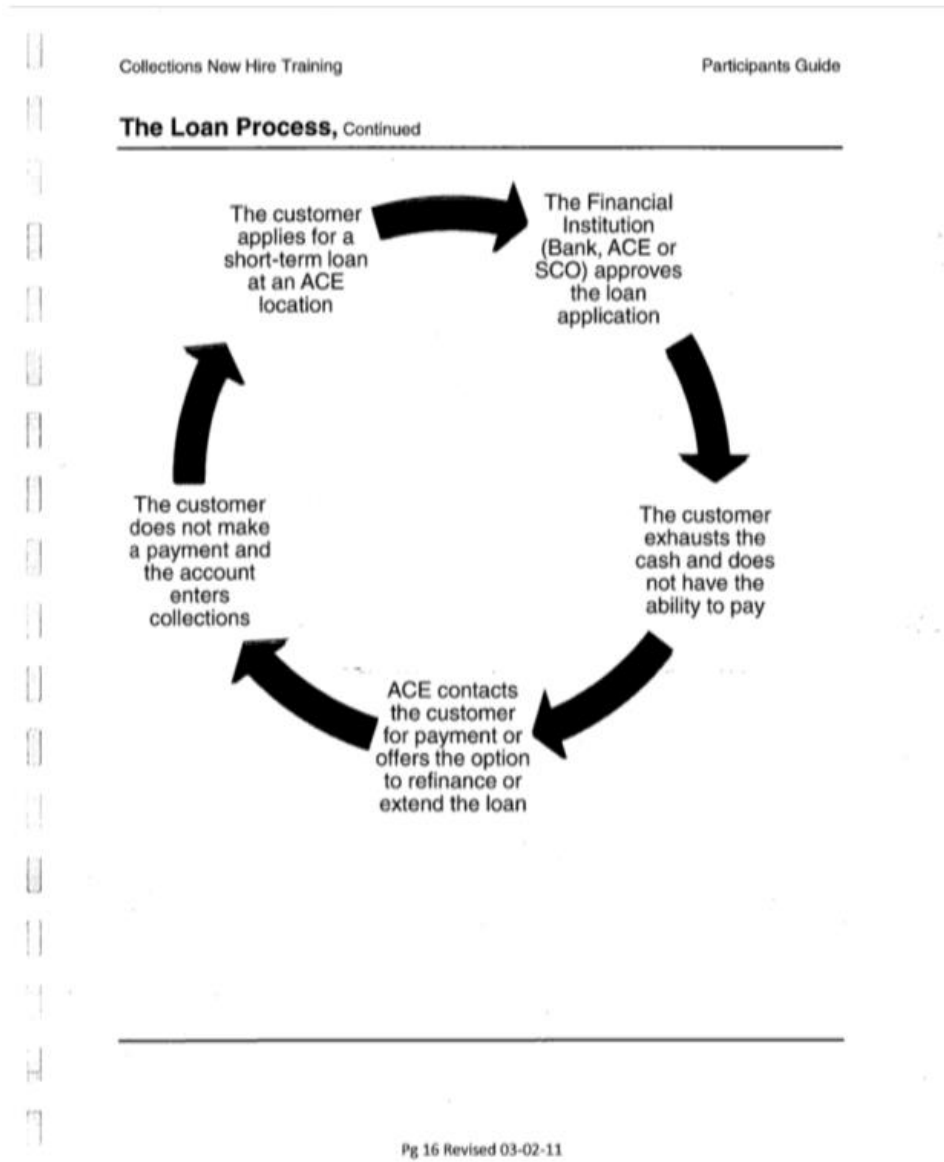 Collections New Hire Training
Participants Guide
The Loan Process, Continued
The customer
applies for a
short-term loan
at an ACE
location
The Financial
Institution
(Bank, ACE or
SCO) approves
the loan
application
The customer
exhausts the
cash and does
not have the
ability to pay
ACE contacts
the customer
for payment or
offers the option
to refinance or
extend the loan
The customer
does not make
a payment and
the account
enters
collections
Pg 16 Revised 03-02-11